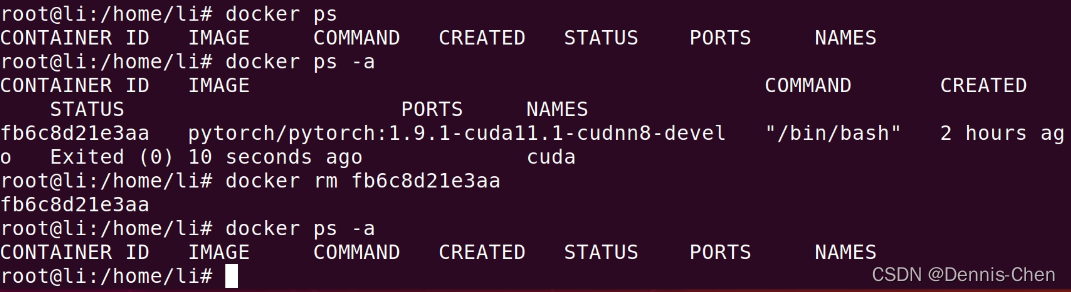 root@li:/home/li# docker ps
CONTAINER ID   IMAGE     COMMAND   CREATED   STATUS    PORTS     NAMES
root@li:/home/li# docker ps -a
CONTAINER ID   IMAGE                                         COMMAND       CREATED
    STATUS                      PORTS     NAMES
fb6c8d21e3aa   pytorch/pytorch:1.9.1-cuda11.1-cudnn8-devel   "/bin/bash"   2 hours ag
o   Exited (0) 10 seconds ago             cuda
root@li:/home/li# docker rm fb6c8d21e3aa
fb6c8d21e3aa
root@li:/home/li# docker ps -a
CONTAINER ID   IMAGE     COMMAND   CREATED   STATUS    PORTS     NAMES
root@li:/home/li#
CSDN @Dennis-Chen